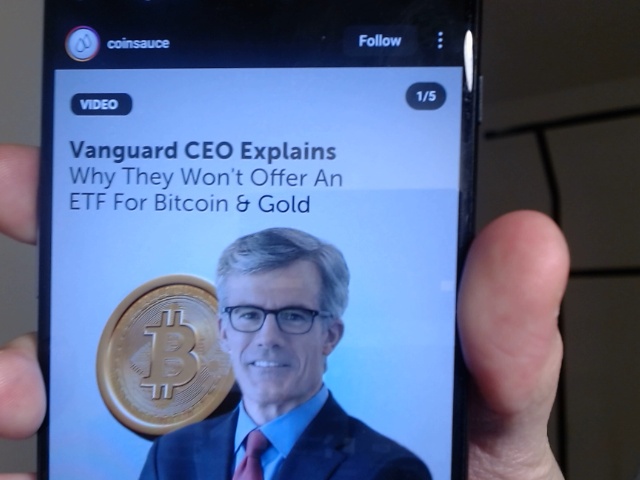 coinsauce
Follow
VIDEO
1/5
Vanguard CEO Explains
Why They Won't Offer An
ETF For Bitcoin & Gold